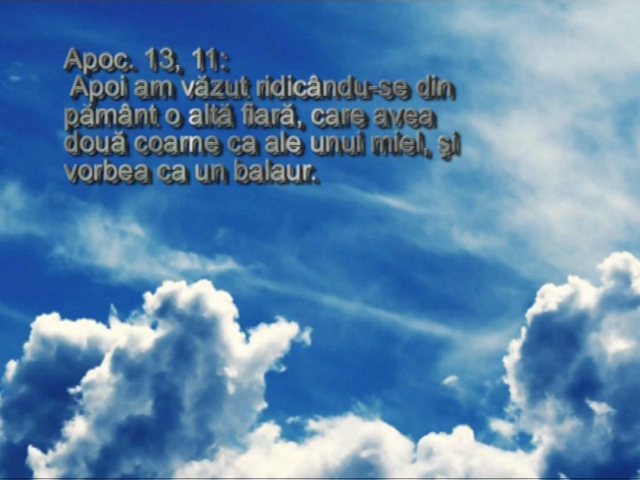 Apoc. 13, 11:
Apoi am văzut ridicându-se din
pământ o altă fiară, care avea
două coarne ca ale unui miel, şi
vorbea ca un balaur.